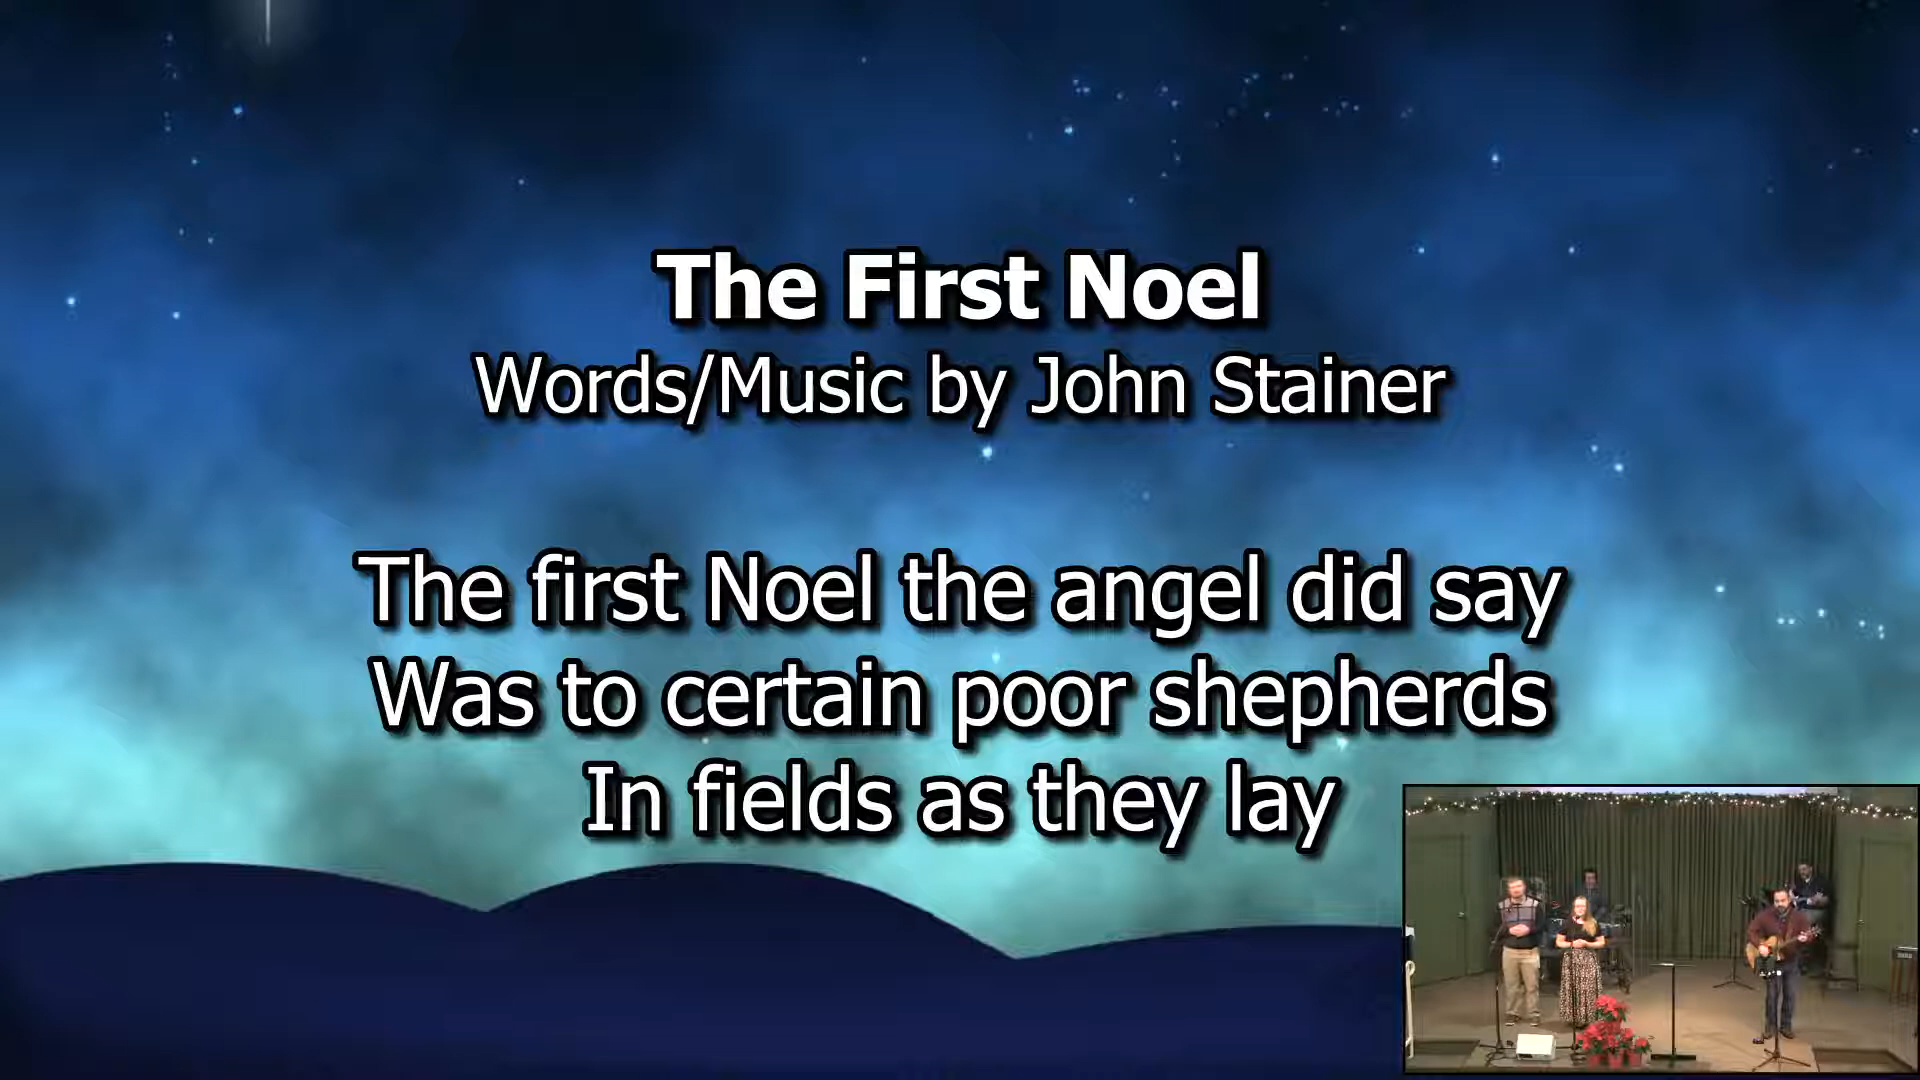 The First Noel
Words/Music by John Stainer
The first Noel the angel did say
Was to certain poor shepherds
In fields as they lay